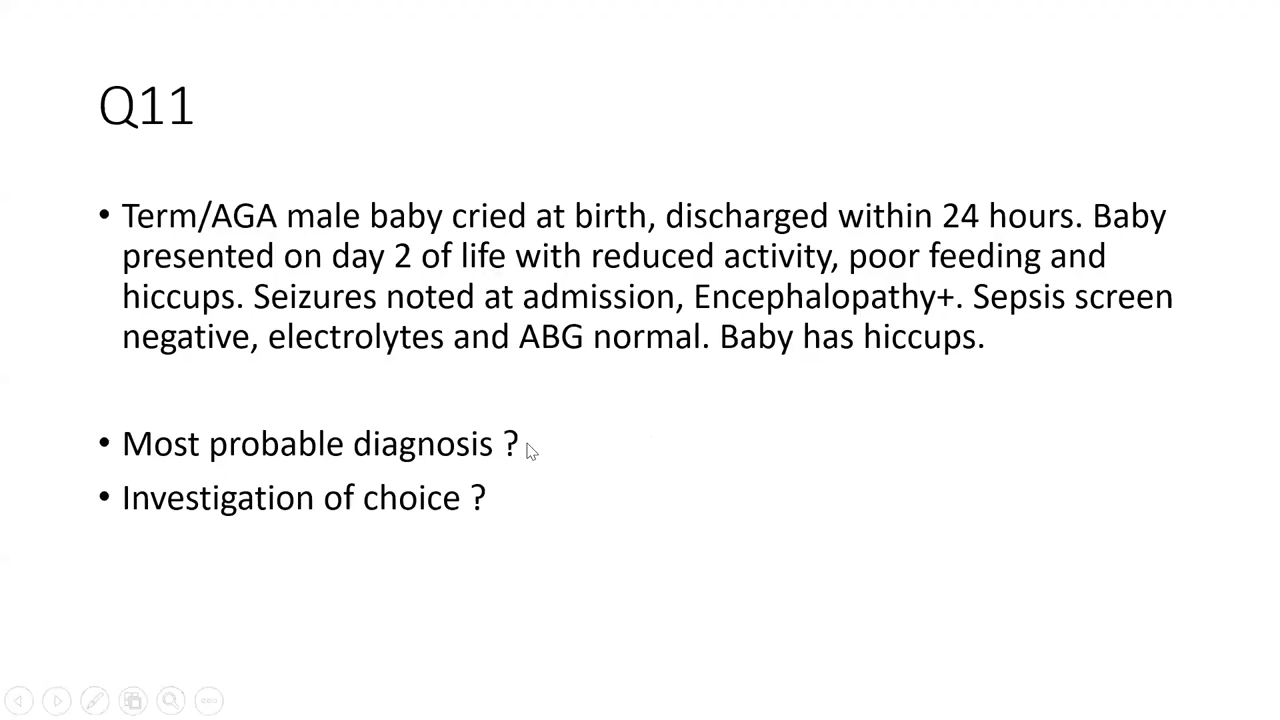 Q11
• Term/AGA male baby cried at birth, discharged within 24 hours. Baby
presented on day 2 of life with reduced activity, poor feeding and
hiccups. Seizures noted at admission, Encephalopathy+. Sepsis screen
negative, electrolytes and ABG normal. Baby has hiccups.
• Most probable diagnosis ?
• Investigation of choice ?